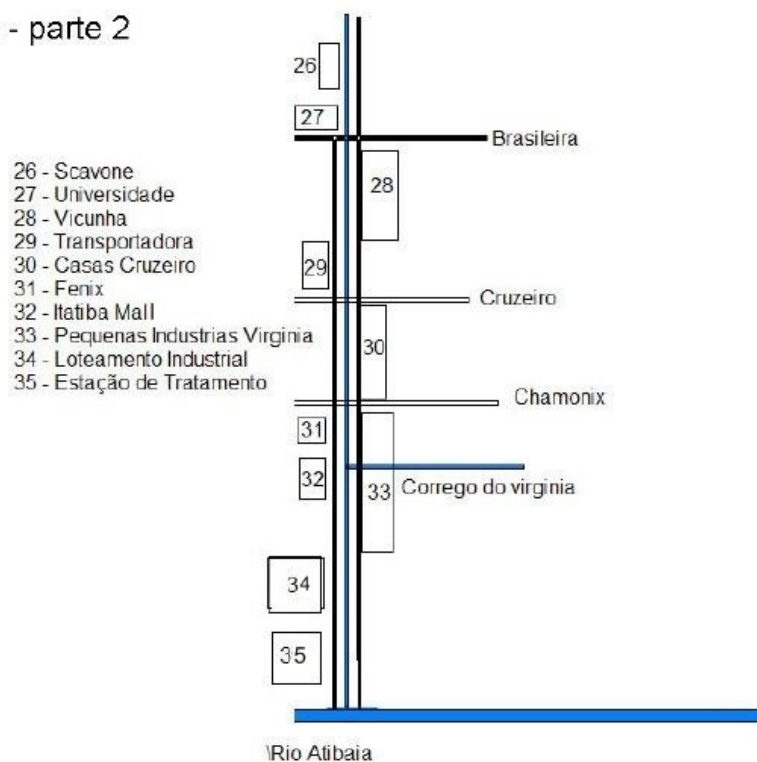 - parte 2
26
27
Brasileira
26 - Scavone
27 - Universidade
28 - Vicunha
29 - Transportadora
30 - Casas Cruzeiro
31 - Fenix
32 - Itatiba Mall
33 - Pequenas Industrias Virginia
34 - Loteamento Industrial
35 - Estação de Tratamento
28
29
Cruzeiro
30
Chamonix
31
32
33
Corrego do virginia
34
35
\Rio Atibaia